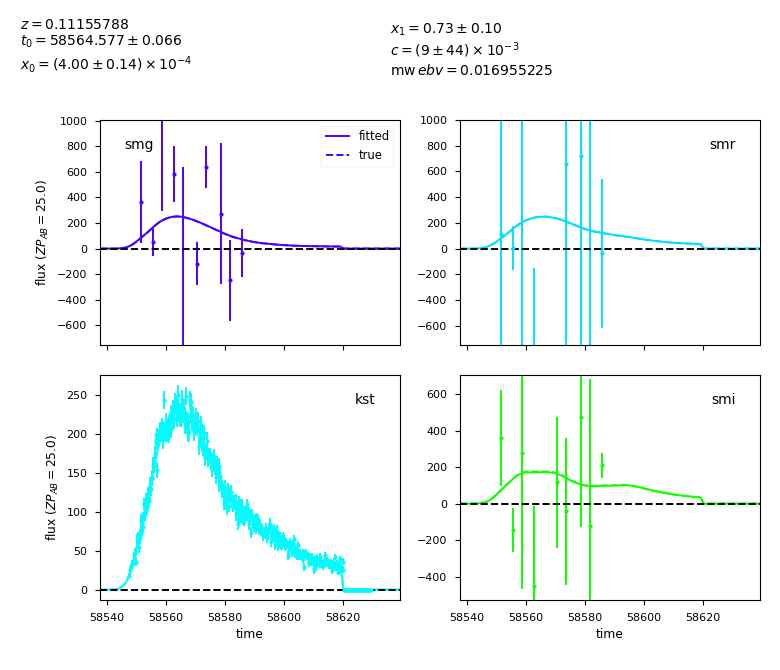 z = 0.11155788
t0 = 58564.577 ± 0.066
x0 = (4.00 ± 0.14) × 10⁻⁴
x1 = 0.73 ± 0.10
c = (9 ± 44) × 10⁻³
mw ebv = 0.016955225
smg
fitted
true
1000
800
600
400
200
0
−200
−400
−600
flux (ZP_AB = 25.0)
smr
1000
800
600
400
200
0
−200
−400
−600
kst
250
200
150
100
50
0
flux (ZP_AB = 25.0)
58540 58560 58580 58600 58620
time
smi
600
400
200
0
−200
−400
58540 58560 58580 58600 58620
time